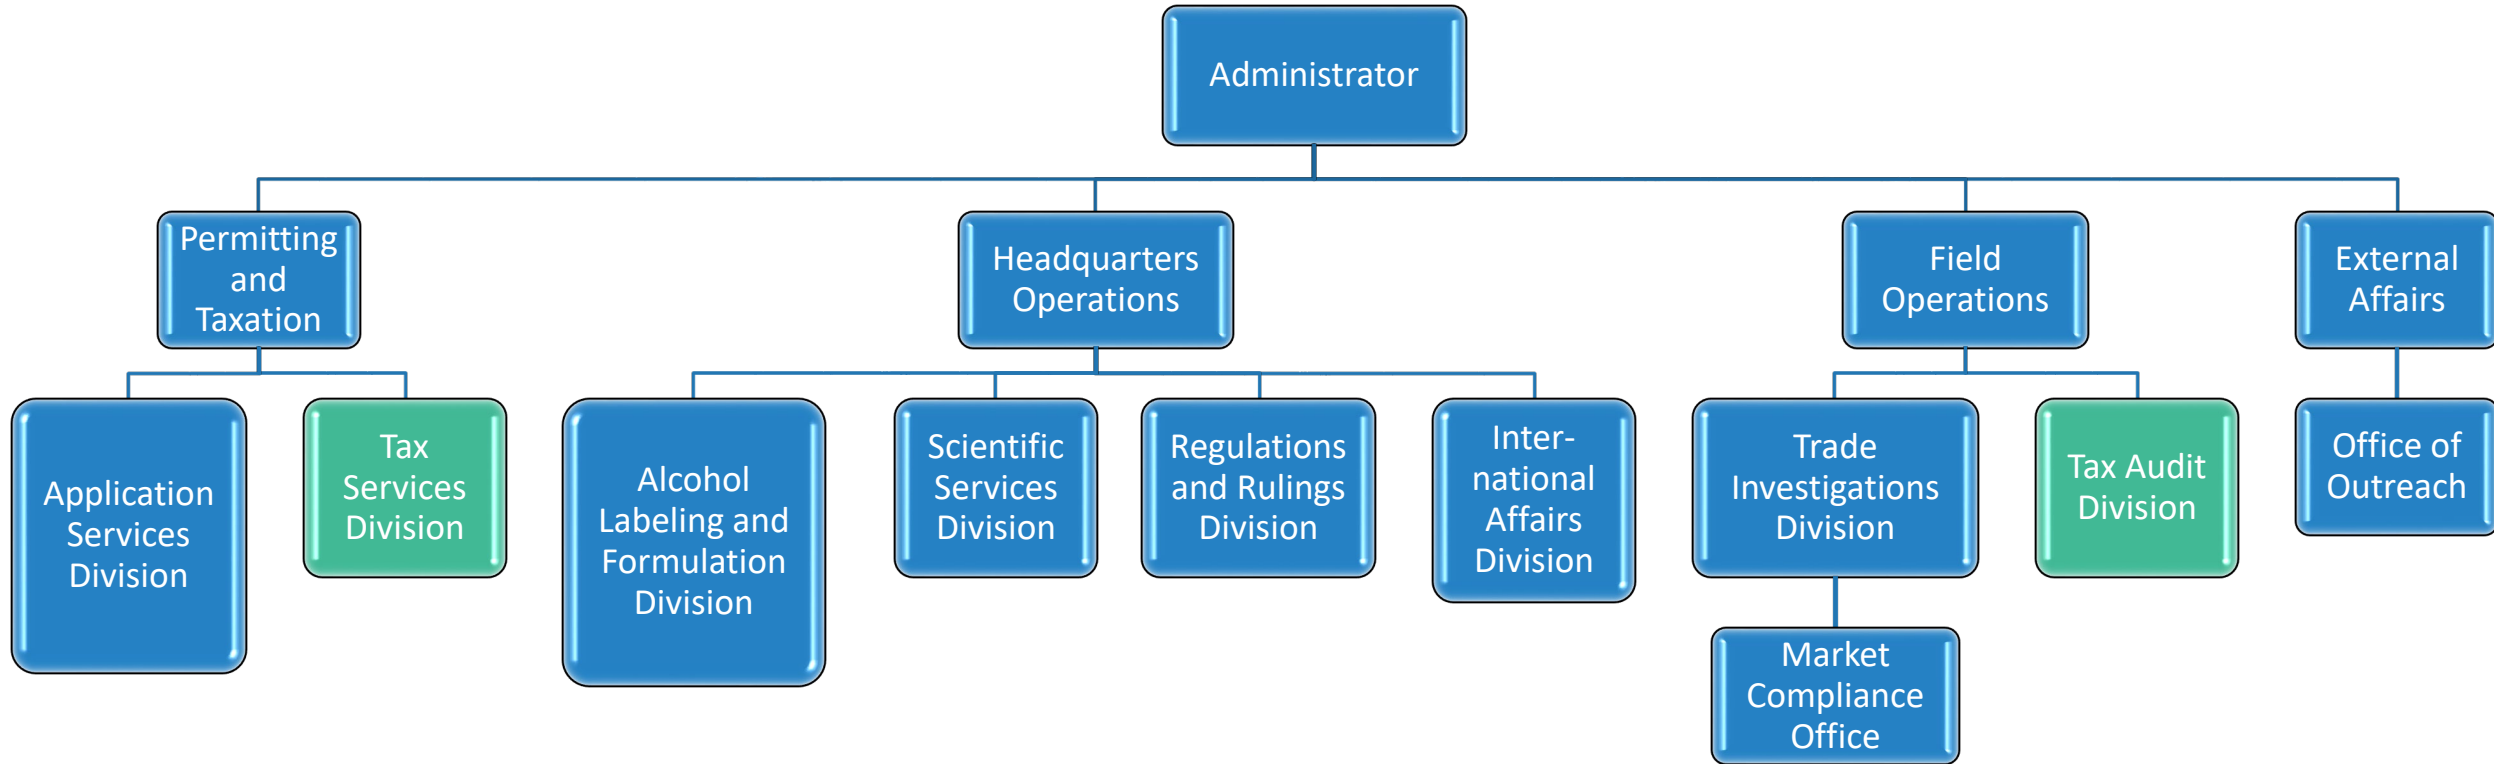 Administrator
Permitting
and
Taxation
Headquarters
Operations
Field
Operations
External
Affairs
Application
Services
Division
Tax
Services
Division
Alcohol
Labeling and
Formulation
Division
Scientific
Services
Division
Regulations
and Rulings
Division
Inter-
national
Affairs
Division
Trade
Investigations
Division
Tax Audit
Division
Office of
Outreach
Market
Compliance
Office